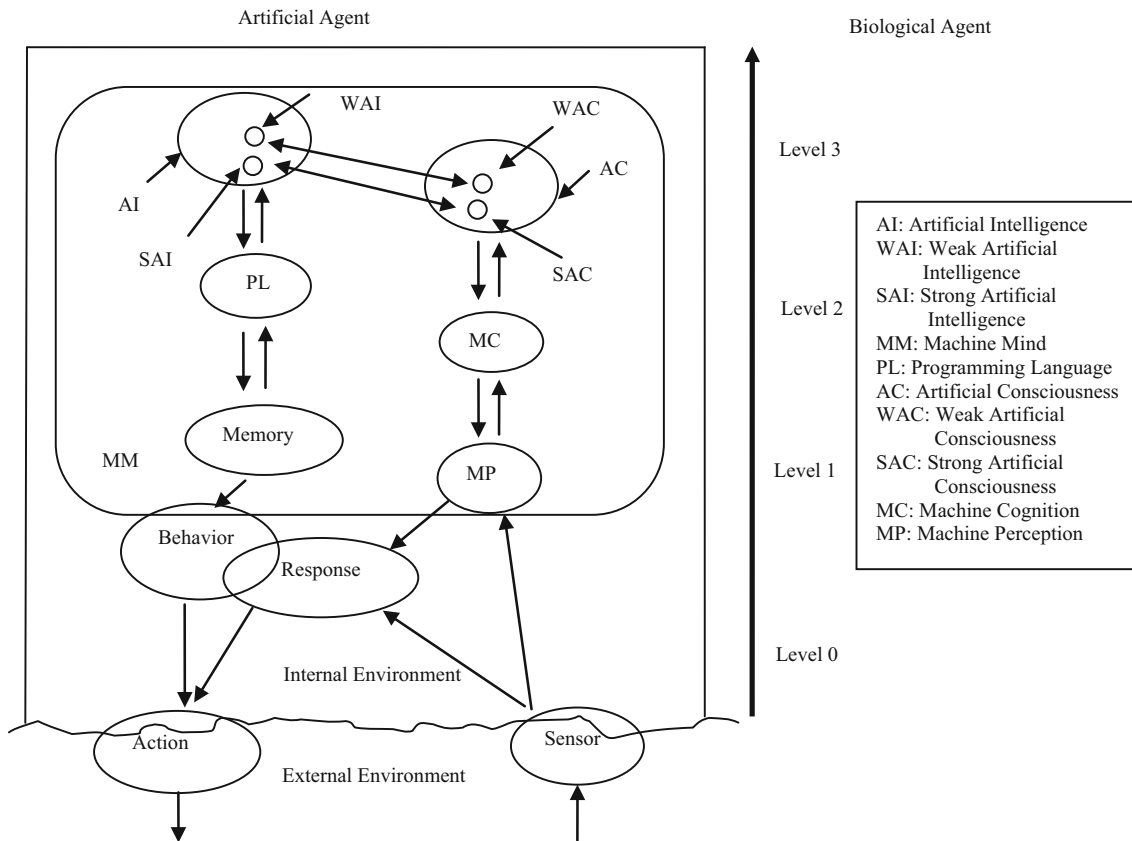 Artificial Agent
Biological Agent
WAI
WAC
Level 3
AC
AI
SAI
SAC
PL
Level 2
MC
Memory
MM
MP
Level 1
Behavior
Response
Level 0
Internal Environment
Action
Sensor
External Environment
AI: Artificial Intelligence
WAI: Weak Artificial
Intelligence
SAI: Strong Artificial
Intelligence
MM: Machine Mind
PL: Programming Language
AC: Artificial Consciousness
WAC: Weak Artificial
Consciousness
SAC: Strong Artificial
Consciousness
MC: Machine Cognition
MP: Machine Perception